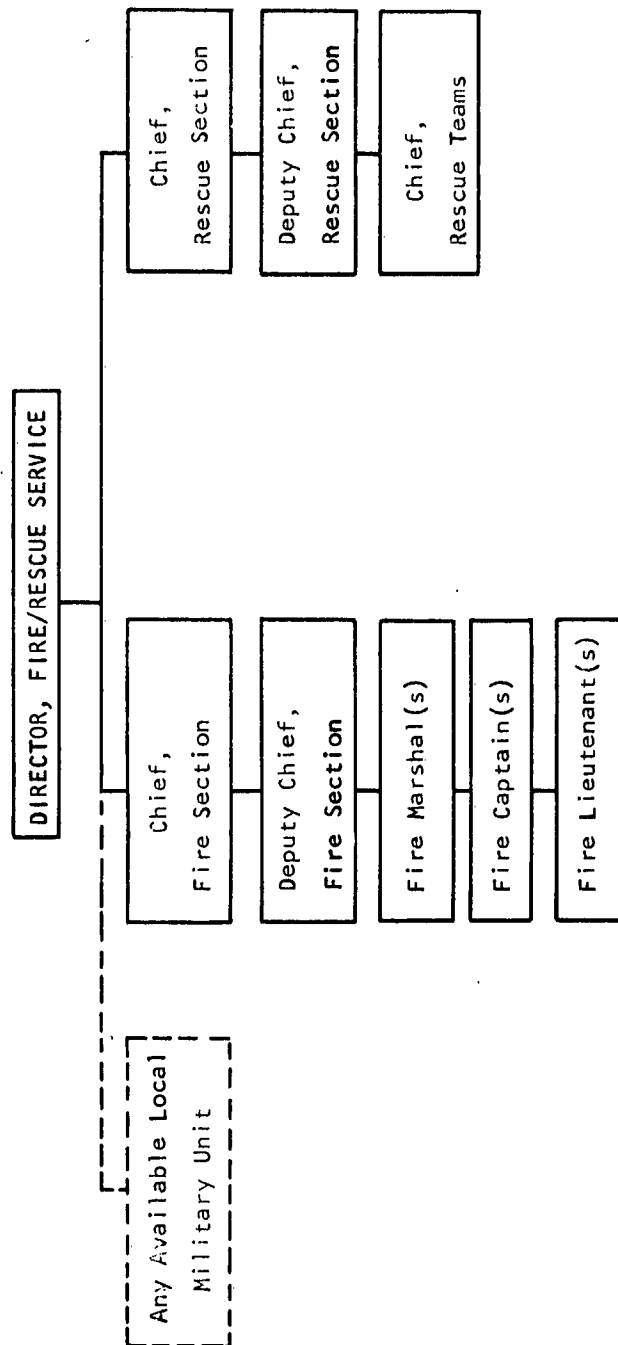 DIRECTOR, FIRE/RESCUE SERVICE
Any Available Local
Military Unit
Chief,
Fire Section
Deputy Chief,
Fire Section
Fire Marshal(s)
Fire Captain(s)
Fire Lieutenant(s)
Chief,
Rescue Section
Deputy Chief,
Rescue Section
Chief,
Rescue Teams